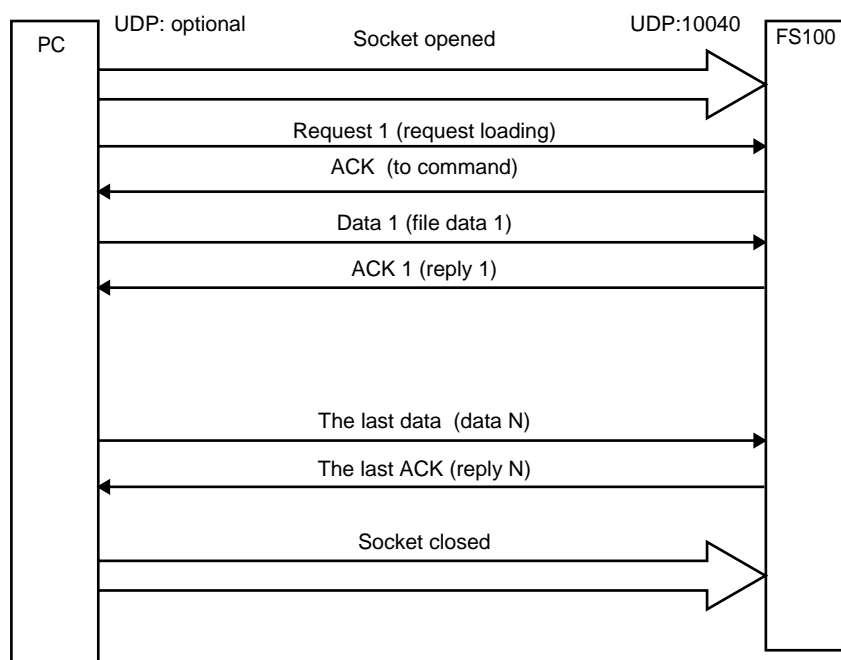 UDP: optional
UDP:10040
PC
FS100
Socket opened
Request 1 (request loading)
ACK (to command)
Data 1 (file data 1)
ACK 1 (reply 1)
The last data (data N)
The last ACK (reply N)
Socket closed